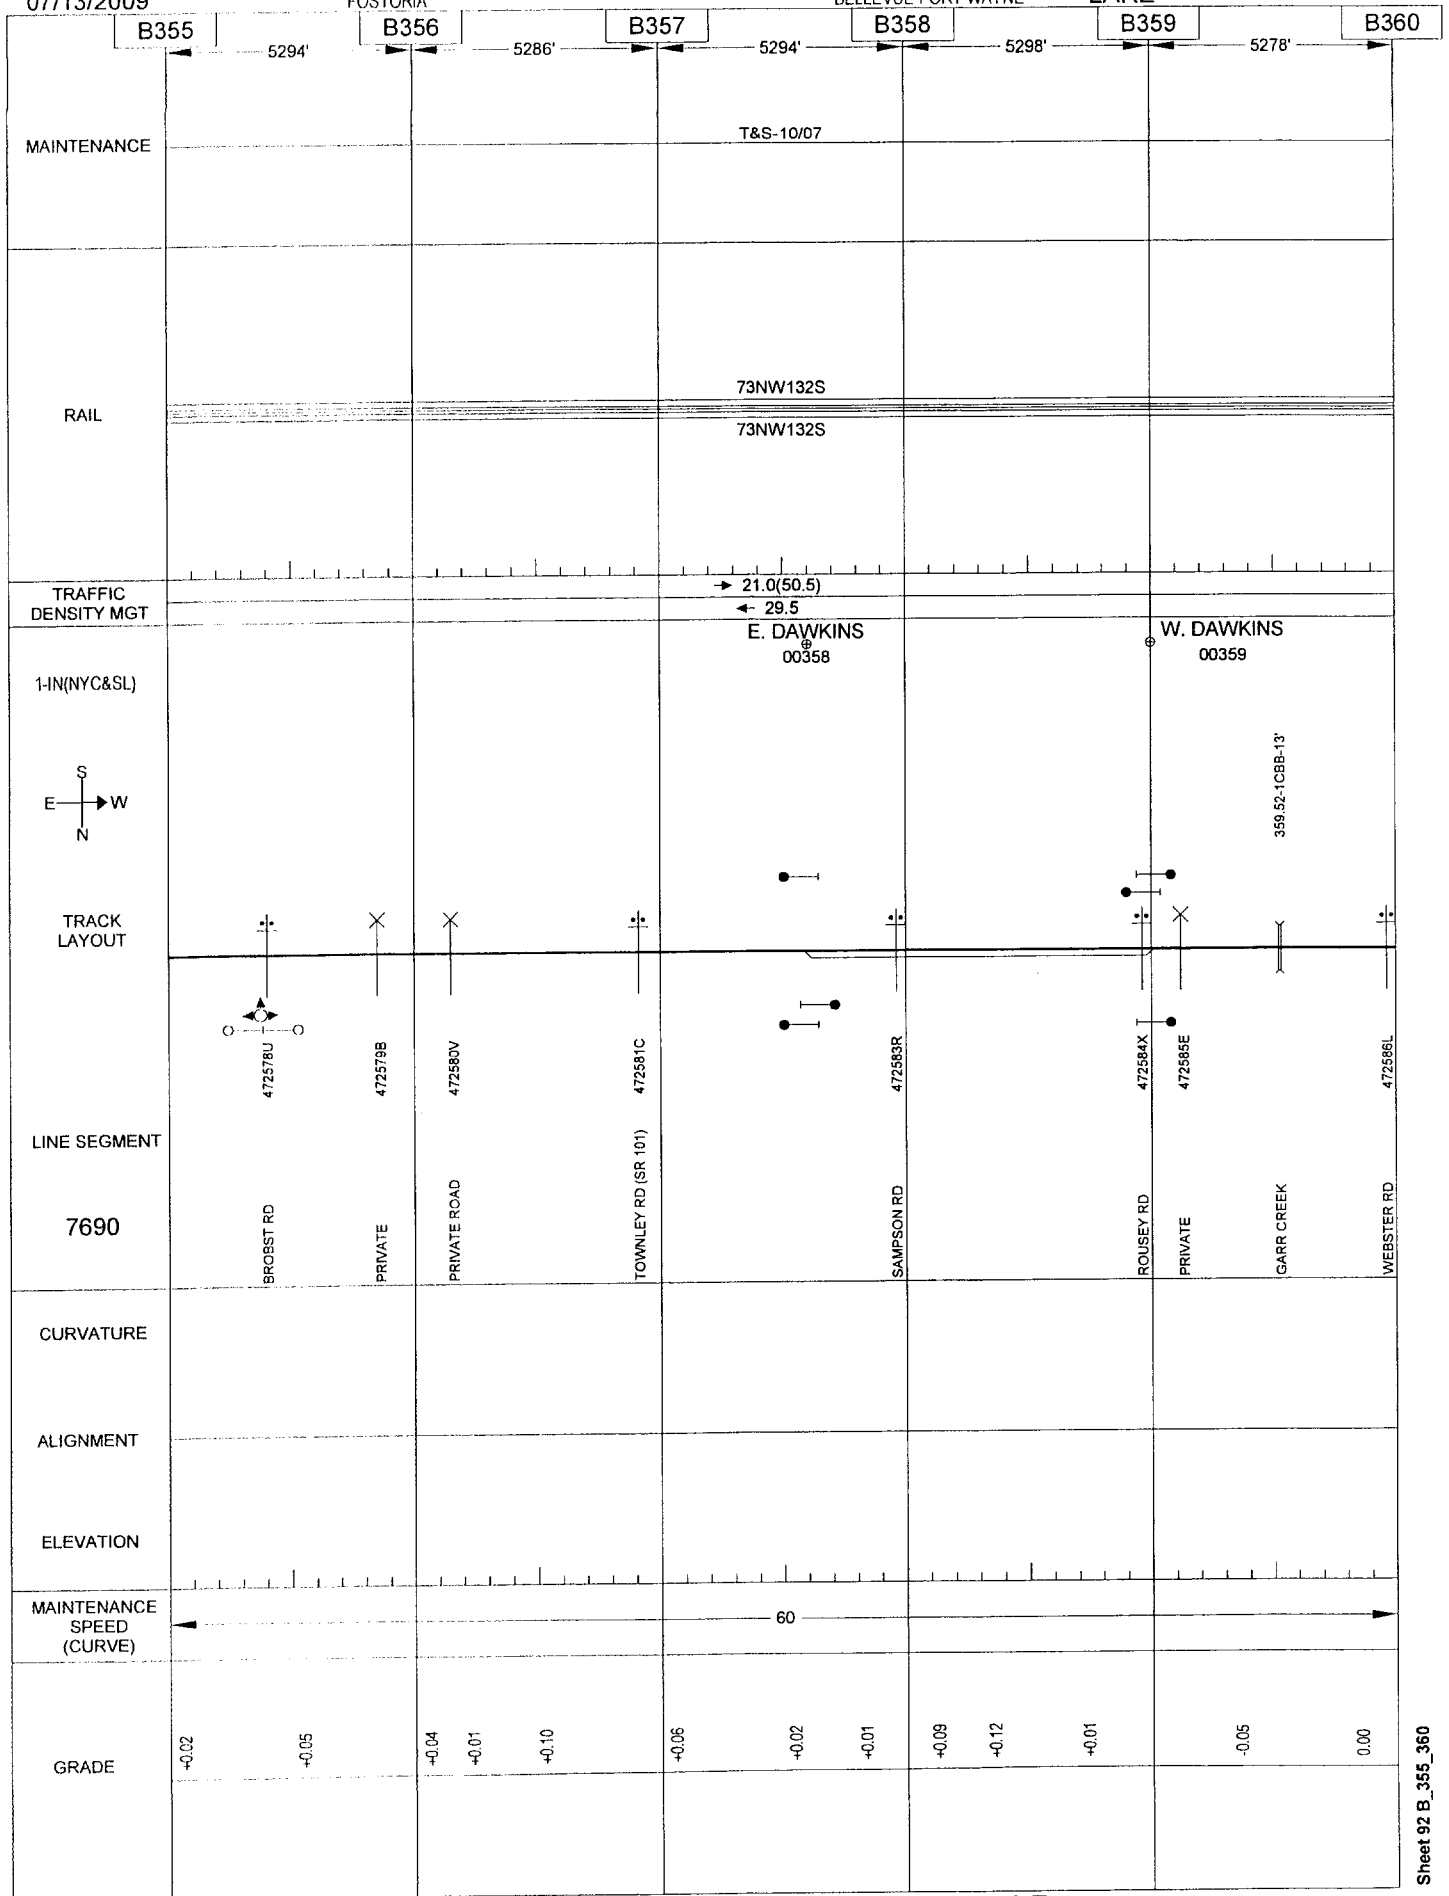 07/13/2009 FOSTORIA BELLEVUE-FORT WAYNE LAKE
B355 B356 B357 B358 B359 B360
5294' 5286' 5294' 5298' 5278'
MAINTENANCE
T&S-10/07
RAIL
73NW132S
73NW132S
TRAFFIC
DENSITY MGT
21.0(50.5)
29.5
1-IN(NYC&SL)
E. DAWKINS
00358
W. DAWKINS
00359
S
E W
N
359.52-1CBB-13'
TRACK
LAYOUT
472578U
472579B
472580V
472581C
472583R
472584X
472585E
472586L
LINE SEGMENT
7690
BROBST RD
PRIVATE
PRIVATE ROAD
TOWNLEY RD (SR 101)
SAMPSON RD
ROUSEY RD
PRIVATE
GARR CREEK
WEBSTER RD
CURVATURE
ALIGNMENT
ELEVATION
MAINTENANCE
SPEED
(CURVE)
60
GRADE
+0.02
+0.05
+0.04
+0.01
+0.10
+0.06
+0.02
+0.01
+0.09
+0.12
+0.01
-0.05
0.00
Sheet 92 B_355_360